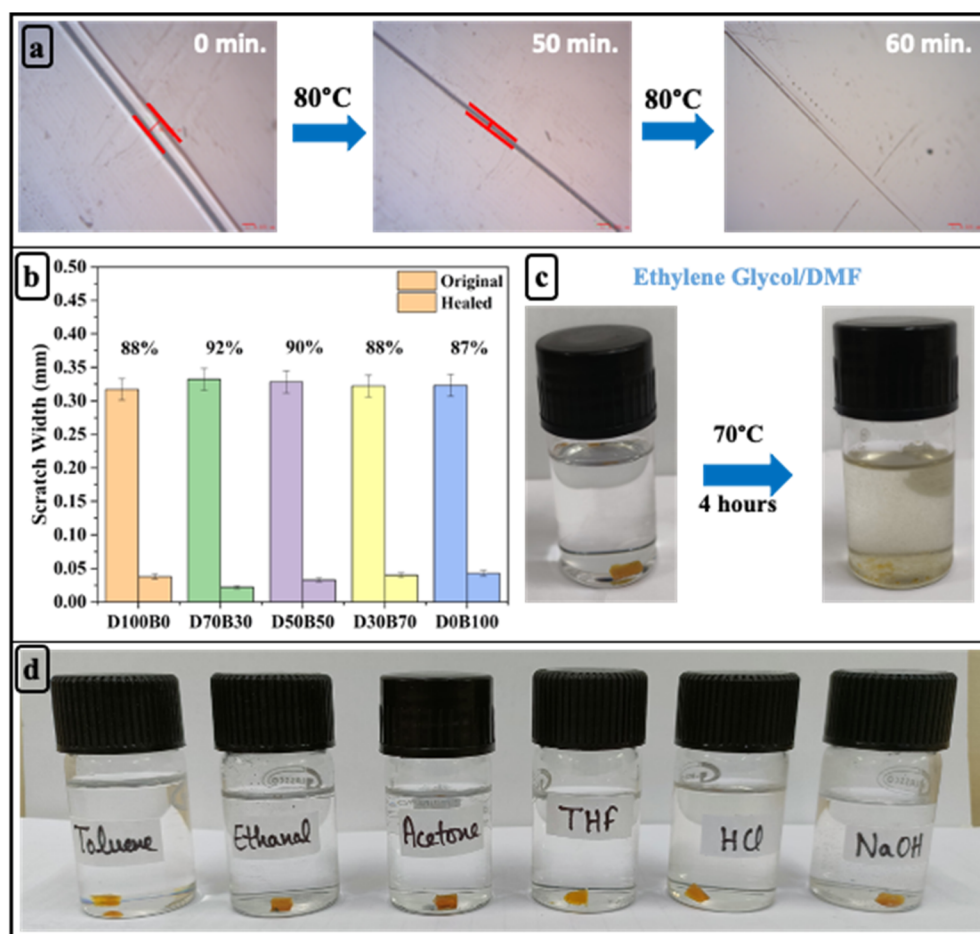 a
0 min.
80°C
50 min.
80°C
60 min.
b
0.50
0.45
0.40
0.35
0.30
0.25
0.20
0.15
0.10
0.05
0.00
Scratch Width (mm)
Original
Healed
88%
92%
90%
88%
87%
D100B0
D70B30
D50B50
D30B70
D0B100
c
Ethylene Glycol/DMF
70°C
4 hours
d
Toluene
Ethanal
Acetone
THF
HCl
NaOH